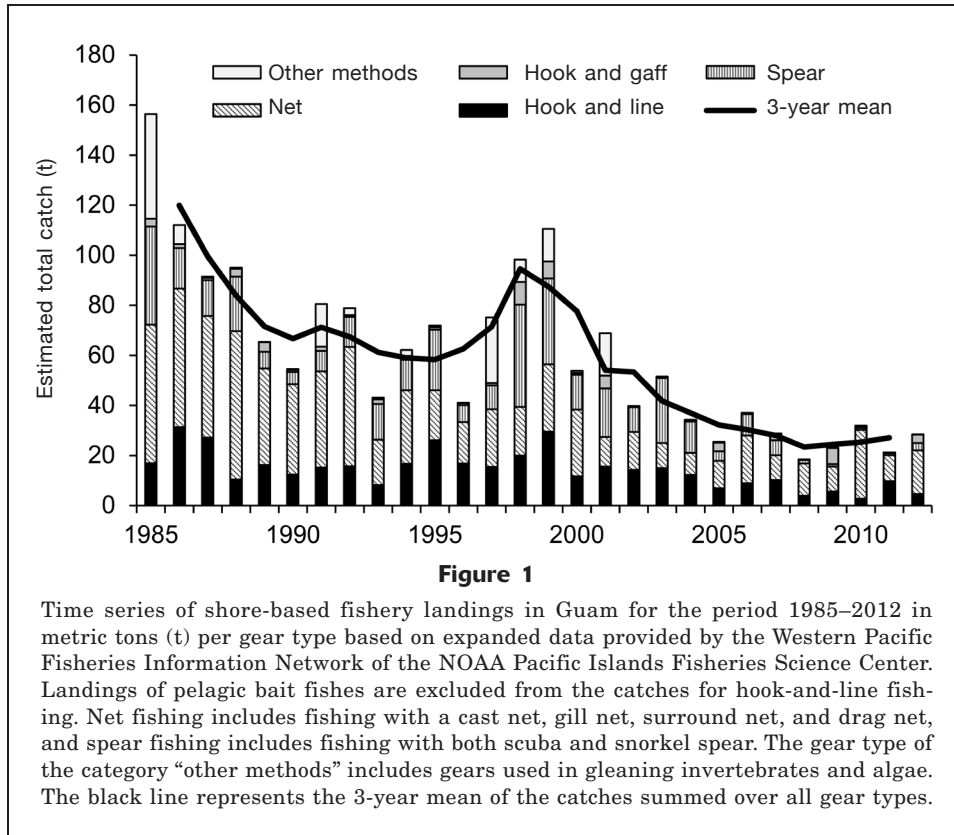 180
160
140
120
100
80
60
40
20
0
Estimated total catch (t)
Other methods
Hook and gaff
Spear
Net
Hook and line
3-year mean
1985
1990
1995
2000
2005
2010
Figure 1
Time series of shore-based fishery landings in Guam for the period 1985–2012 in
metric tons (t) per gear type based on expanded data provided by the Western Pacific
Fisheries Information Network of the NOAA Pacific Islands Fisheries Science Center.
Landings of pelagic bait fishes are excluded from the catches for hook-and-line fish-
ing. Net fishing includes fishing with a cast net, gill net, surround net, and drag net,
and spear fishing includes fishing with both scuba and snorkel spear. The gear type of
the category “other methods” includes gears used in gleaning invertebrates and algae.
The black line represents the 3-year mean of the catches summed over all gear types.